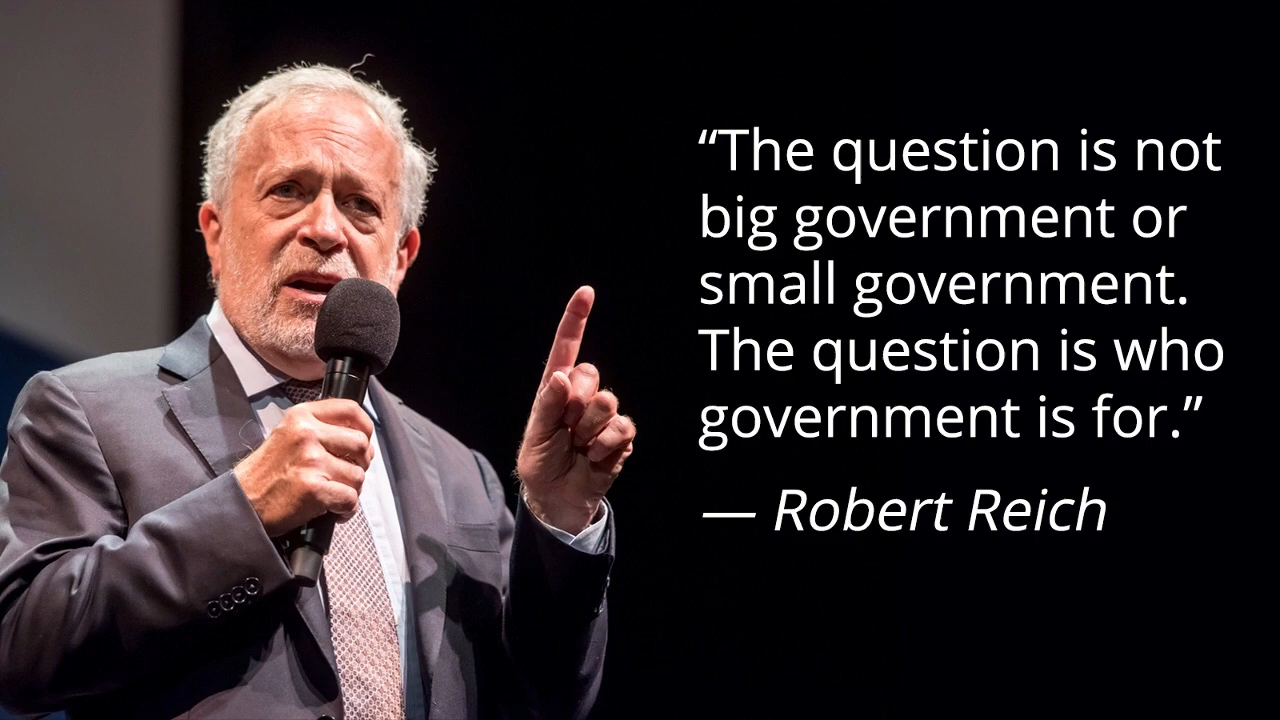 “The question is not
big government or
small government.
The question is who
government is for.”
— Robert Reich